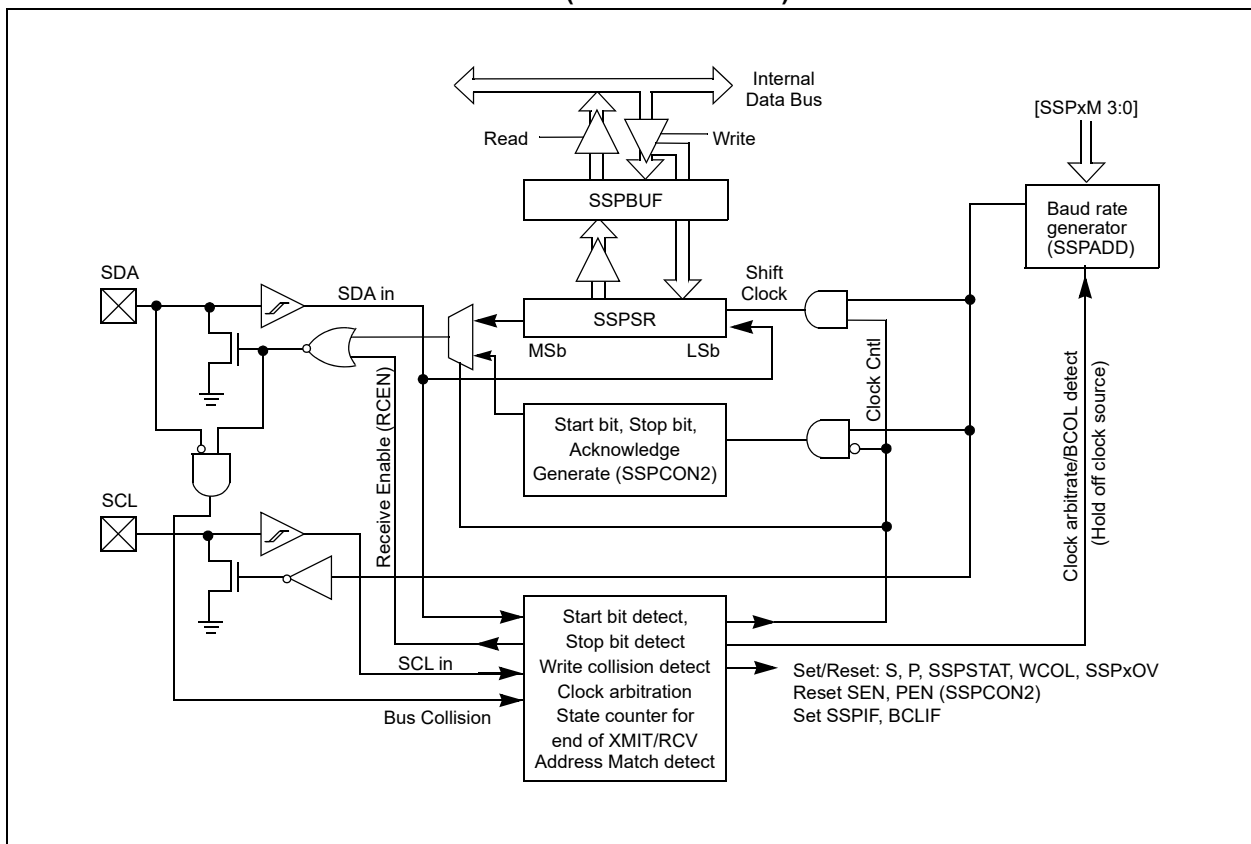 Internal
Data Bus
[SSPxM 3:0]
Read
Write
SSPBUF
Baud rate
generator
(SSPADD)
SDA
SDA in
Shift
Clock
SSPSR
MSb
LSb
Clock Cntl
Receive Enable (RCEN)
Start bit, Stop bit,
Acknowledge
Generate (SSPCON2)
Clock arbitrate/BCOL detect
(Hold off clock source)
SCL
SCL in
Bus Collision
Start bit detect,
Stop bit detect
Write collision detect
Clock arbitration
State counter for
end of XMIT/RCV
Address Match detect
Set/Reset: S, P, SSPSTAT, WCOL, SSPxOV
Reset SEN, PEN (SSPCON2)
Set SSPIF, BCLIF